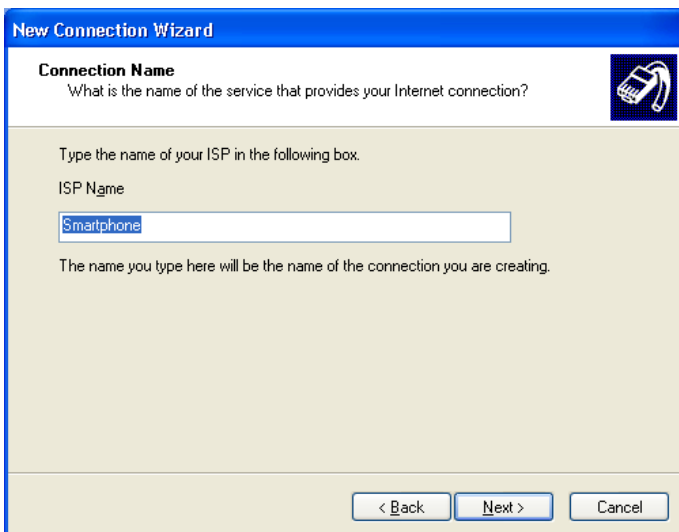 New Connection Wizard
Connection Name
What is the name of the service that provides your Internet connection?
Type the name of your ISP in the following box.
ISP Name
Smartphone
The name you type here will be the name of the connection you are creating.
< Back Next > Cancel